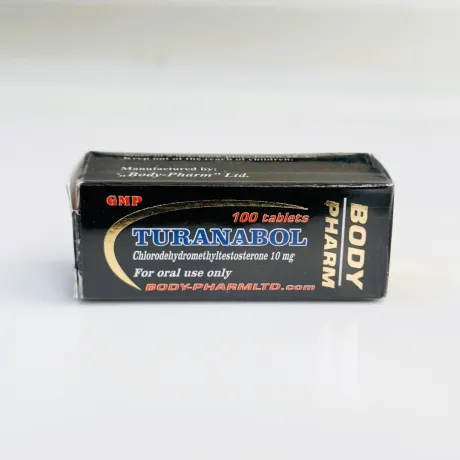 Keep out of the reach of children.
Manufactured by:
„Body-Pharm" Ltd.
GMP
100 tablets
TURANABOL
Chlorodehydromethyltestosterone 10 mg
For oral use only
BODY-PHARMLTD.com
BODY
PHARM